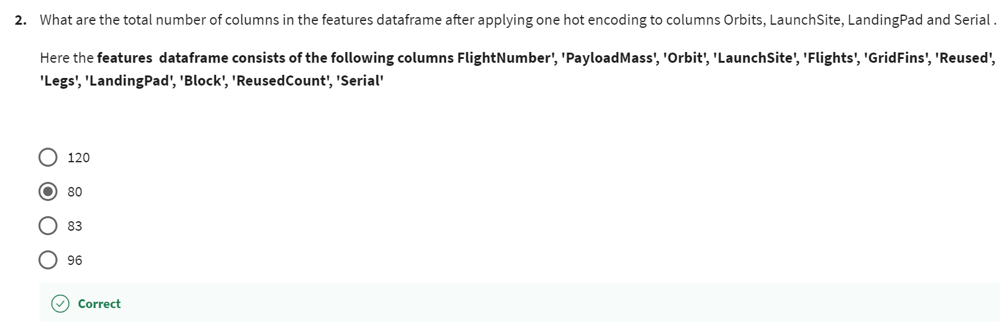 2. What are the total number of columns in the features dataframe after applying one hot encoding to columns Orbits, LaunchSite, LandingPad and Serial .
Here the features  dataframe consists of the following columns FlightNumber', 'PayloadMass', 'Orbit', 'LaunchSite', 'Flights', 'GridFins', 'Reused',
'Legs', 'LandingPad', 'Block', 'ReusedCount', 'Serial'
120
80
83
96
Correct